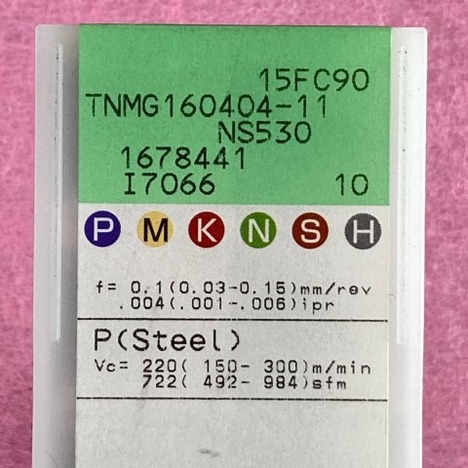 15FC90
TNMG160404-11
NS530
1678441
I7066 10
P M K N S H
f= 0.1(0.03-0.15)mm/rev
.004(.001-.006)ipr
P(Steel)
Vc= 220( 150- 300)m/min
722( 492- 984)sfm